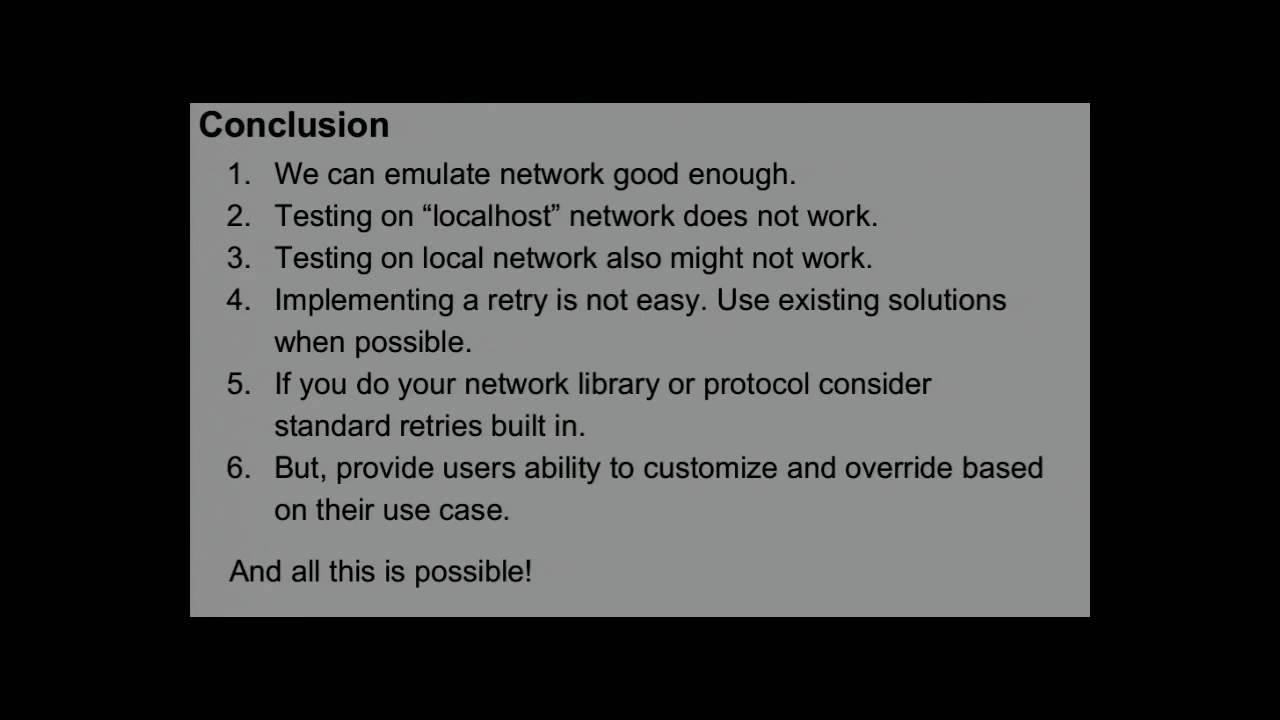 Conclusion
1. We can emulate network good enough.
2. Testing on “localhost” network does not work.
3. Testing on local network also might not work.
4. Implementing a retry is not easy. Use existing solutions
when possible.
5. If you do your network library or protocol consider
standard retries built in.
6. But, provide users ability to customize and override based
on their use case.
And all this is possible!